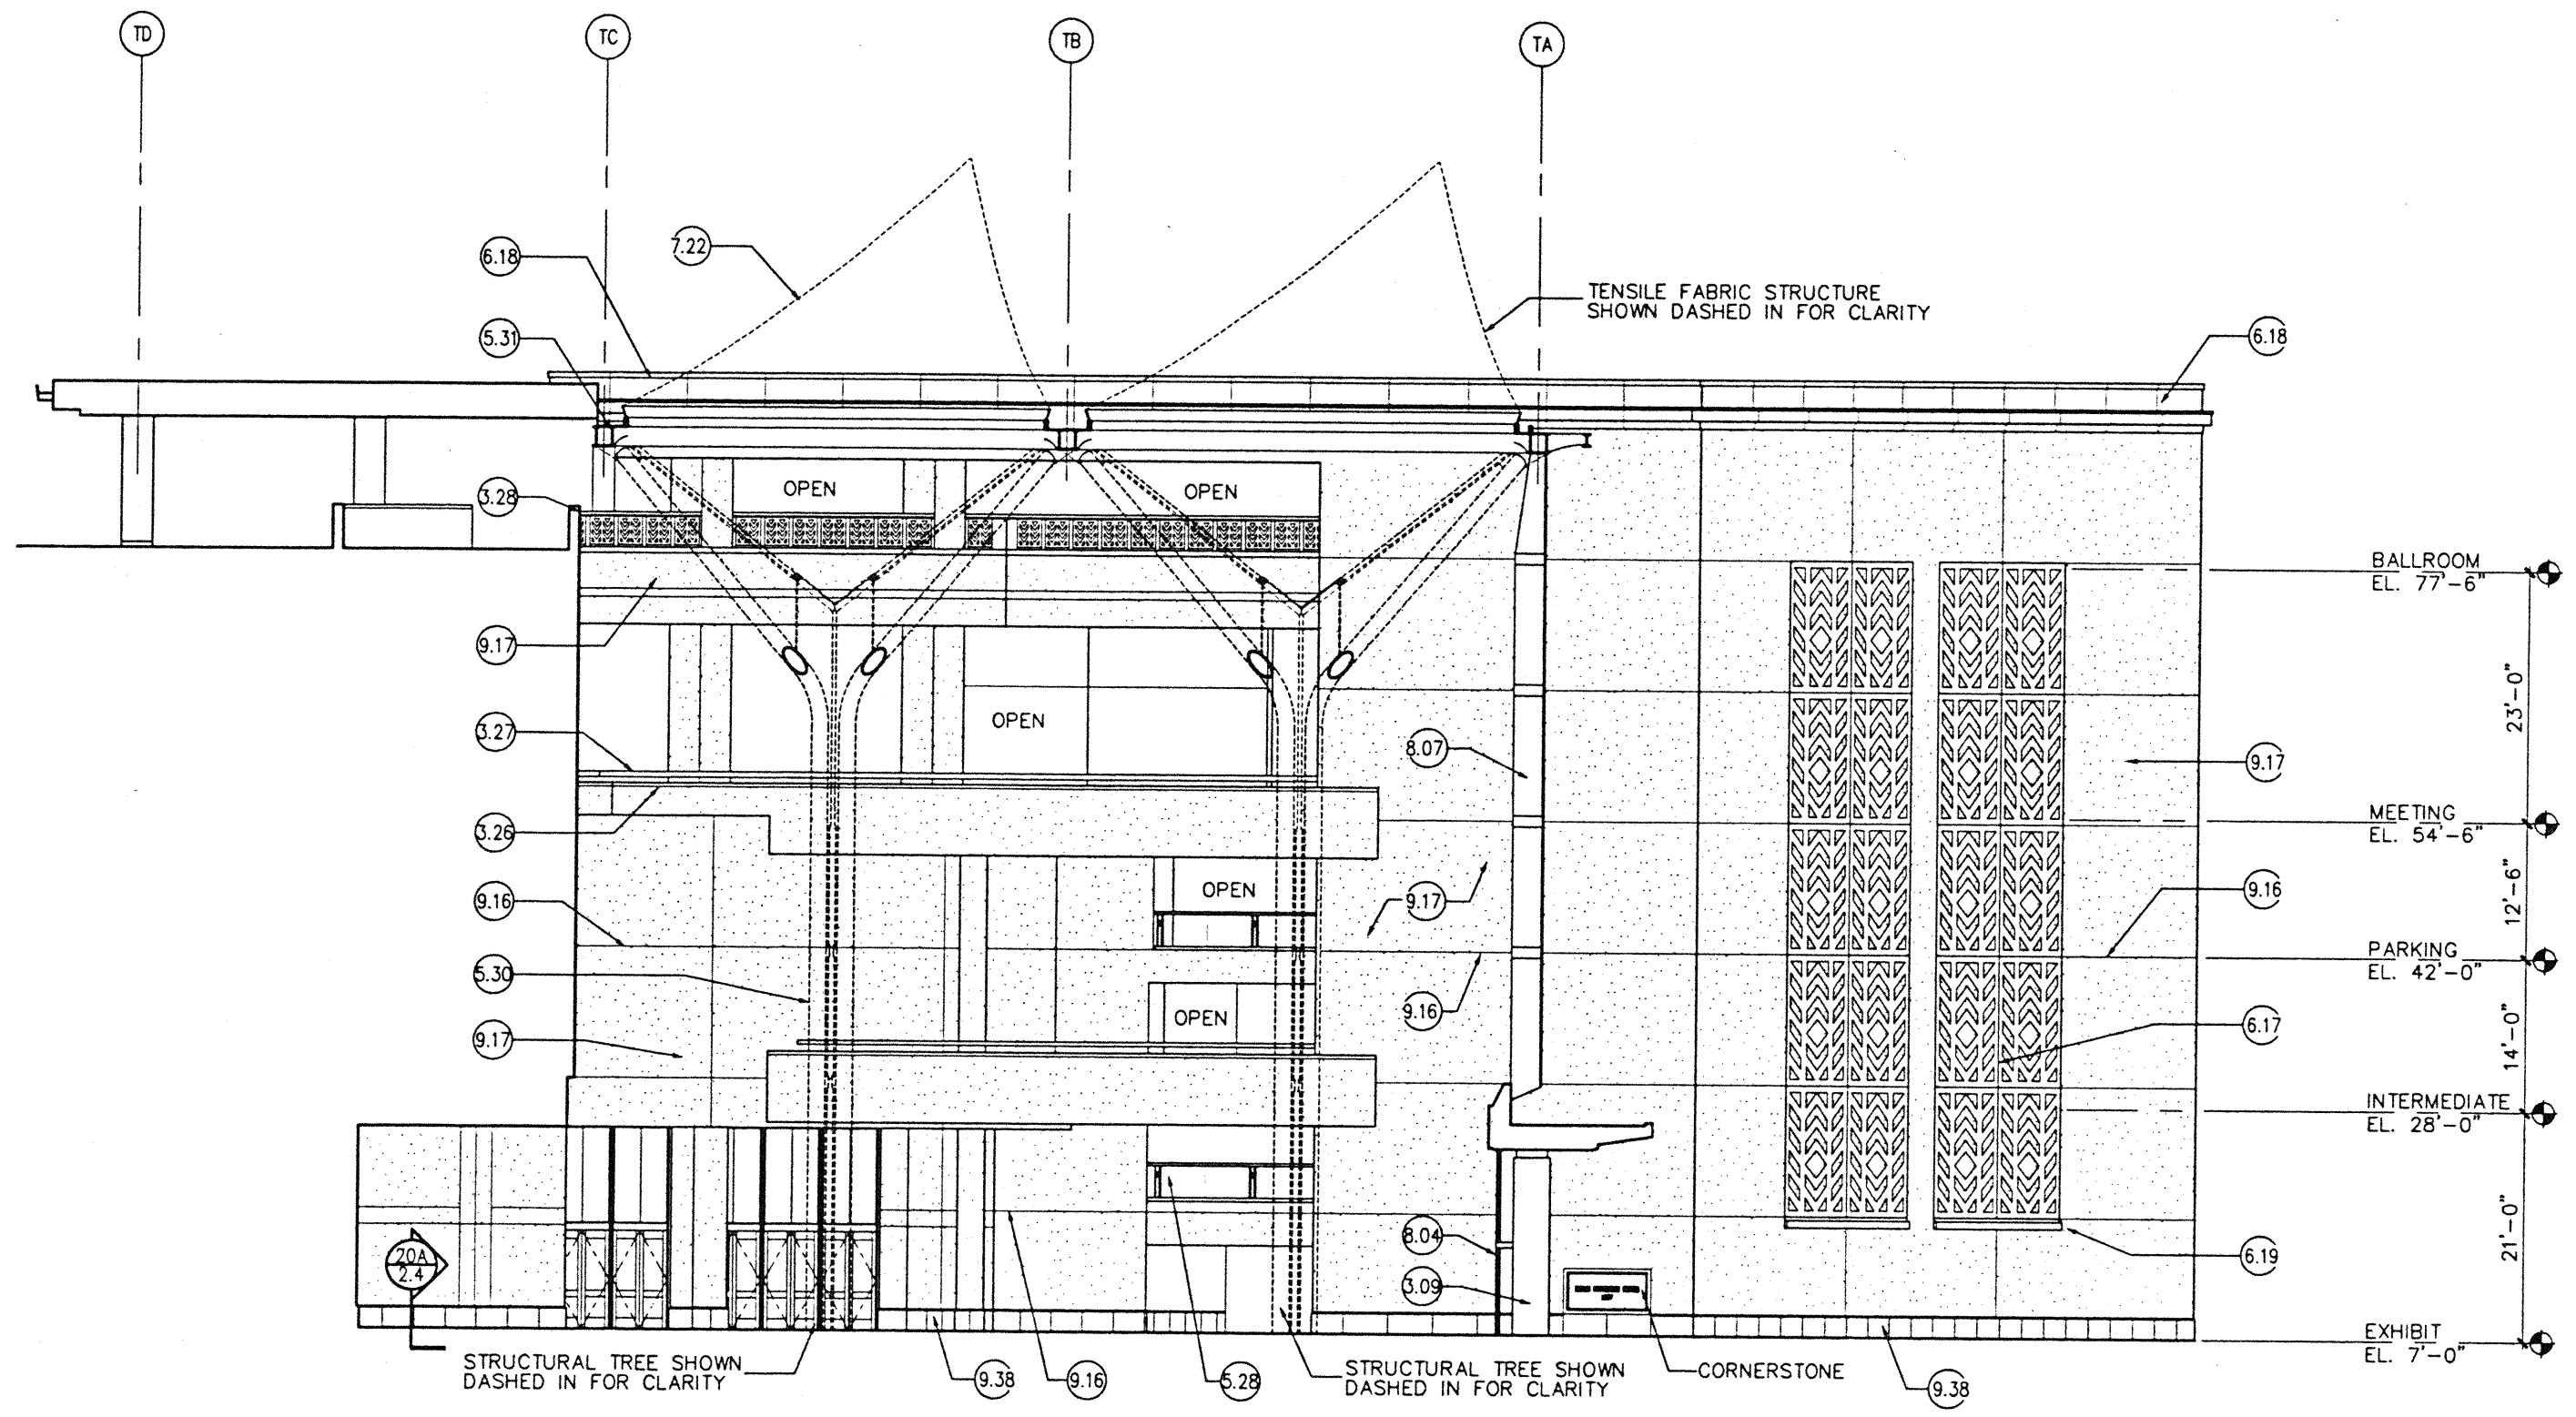 TD
TC
TB
TA
6.18
7.22
TENSILE FABRIC STRUCTURE
SHOWN DASHED IN FOR CLARITY
5.31
6.18
3.28
OPEN
OPEN
BALLROOM
EL. 77'-6"
9.17
23'-0"
3.27
OPEN
8.07
9.17
3.26
MEETING
EL. 54'-6"
9.16
OPEN
9.17
9.16
12'-6"
PARKING
EL. 42'-0"
5.30
9.16
OPEN
6.17
9.17
14'-0"
INTERMEDIATE
EL. 28'-0"
20A
2.4
8.04
6.19
21'-0"
3.09
EXHIBIT
EL. 7'-0"
STRUCTURAL TREE SHOWN
DASHED IN FOR CLARITY
9.38
9.16
5.28
STRUCTURAL TREE SHOWN
DASHED IN FOR CLARITY
CORNERSTONE
9.38